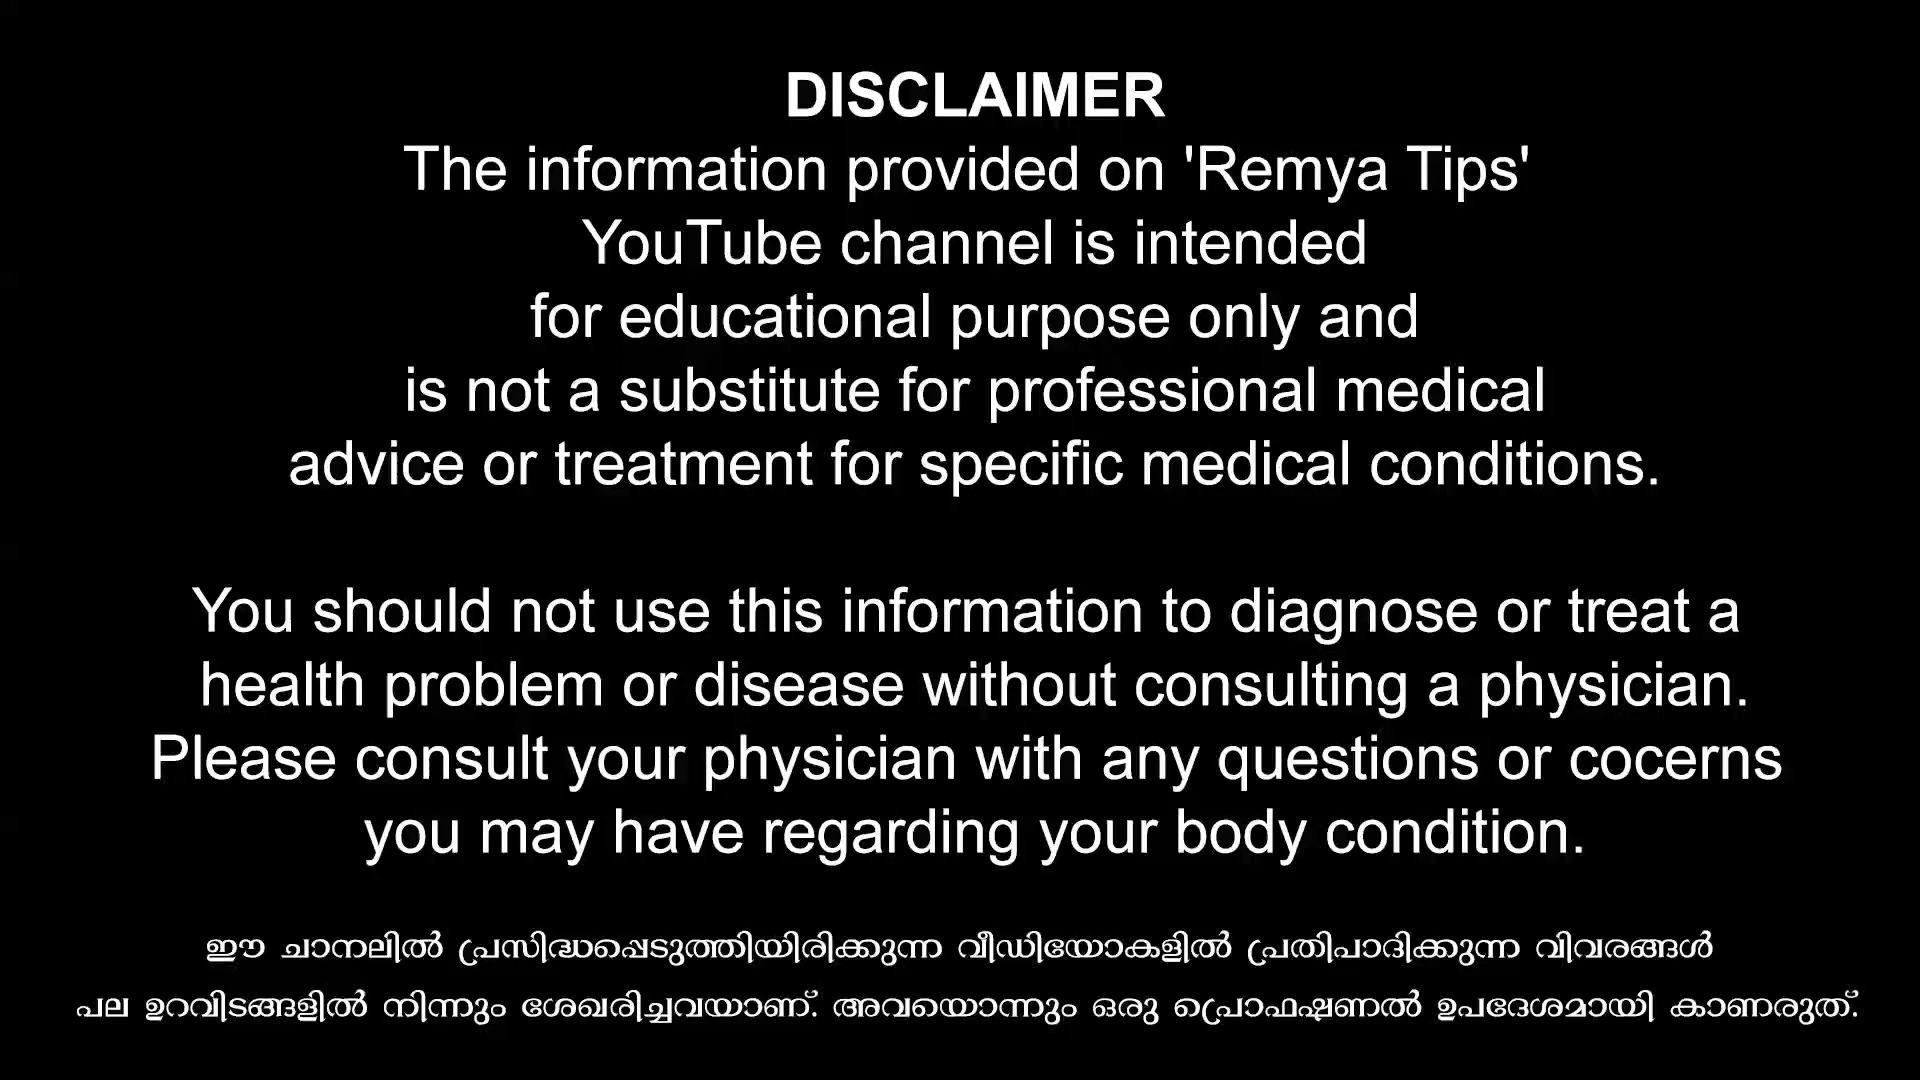 DISCLAIMER
The information provided on 'Remya Tips'
YouTube channel is intended
for educational purpose only and
is not a substitute for professional medical
advice or treatment for specific medical conditions.
You should not use this information to diagnose or treat a
health problem or disease without consulting a physician.
Please consult your physician with any questions or cocerns
you may have regarding your body condition.
ഈ ചാനലിൽ പ്രസിദ്ധപ്പെടുത്തിയിരിക്കുന്ന വീഡിയോകളിൽ പ്രതിപാദിക്കുന്ന വിവരങ്ങൾ
പല ഉറവിടങ്ങളിൽ നിന്നും ശേഖരിച്ചവയാണ്. അവയൊന്നും ഒരു പ്രൊഫഷണൽ ഉപദേശമായി കാണരുത്.